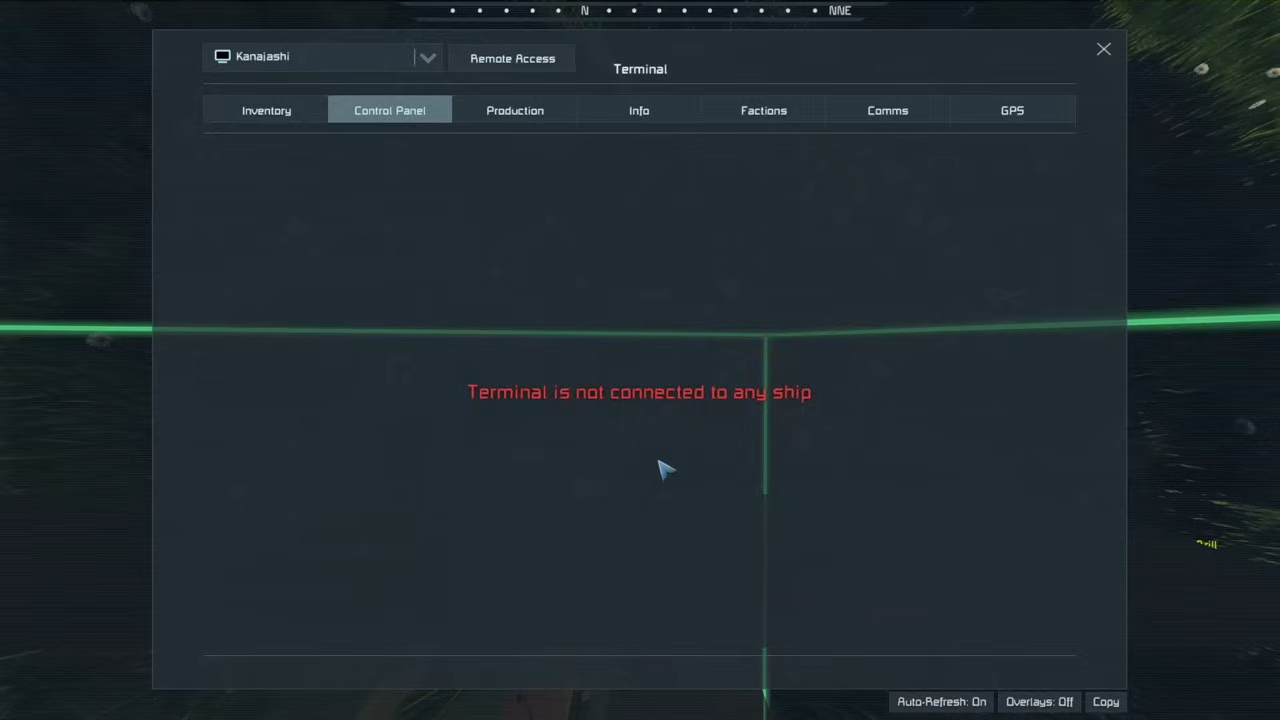 N
NNE
Kanajashi
Remote Access
Terminal
Inventory
Control Panel
Production
Info
Factions
Comms
GPS
Terminal is not connected to any ship
Auto-Refresh: On
Overlays: Off
Copy